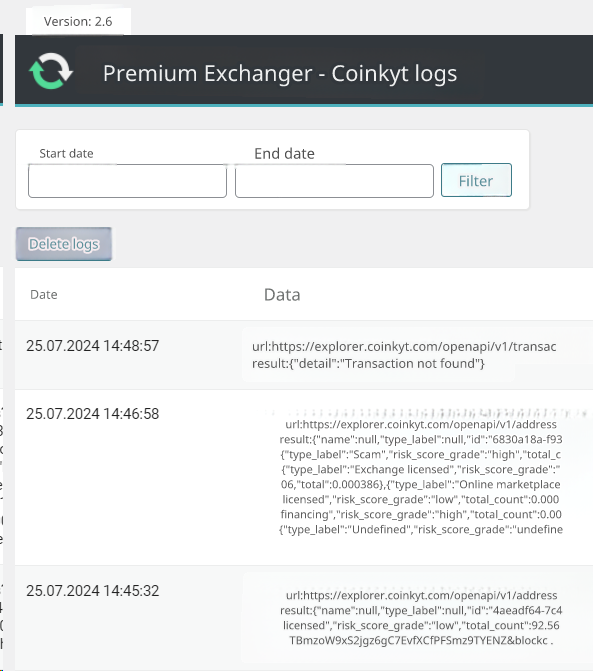 Version: 2.6
Premium Exchanger - Coinkyt logs
Start date
End date
Filter
Delete logs
Date
Data
25.07.2024 14:48:57
url:https://explorer.coinkyt.com/openapi/v1/transac
result:{"detail":"Transaction not found"}
25.07.2024 14:46:58
url:https://explorer.coinkyt.com/openapi/v1/address
result:{"name":null,"type_label":null,"id":"6830a18a-f93
{"type_label":"Scam","risk_score_grade":"high","total_c
{"type_label":"Exchange licensed","risk_score_grade":"
06,"total":0.000386},{"type_label":"Online marketplace
licensed","risk_score_grade":"low","total_count":0.000
financing","risk_score_grade":"high","total_count":0.00
{"type_label":"Undefined","risk_score_grade":"undefine
25.07.2024 14:45:32
url:https://explorer.coinkyt.com/openapi/v1/address
result:{"name":null,"type_label":null,"id":"4aeadf64-7c4
licensed","risk_score_grade":"low","total_count":92.56
TBmzoW9xS2jgz6gC7EvfXCfPFSmz9TYENZ&blockc .